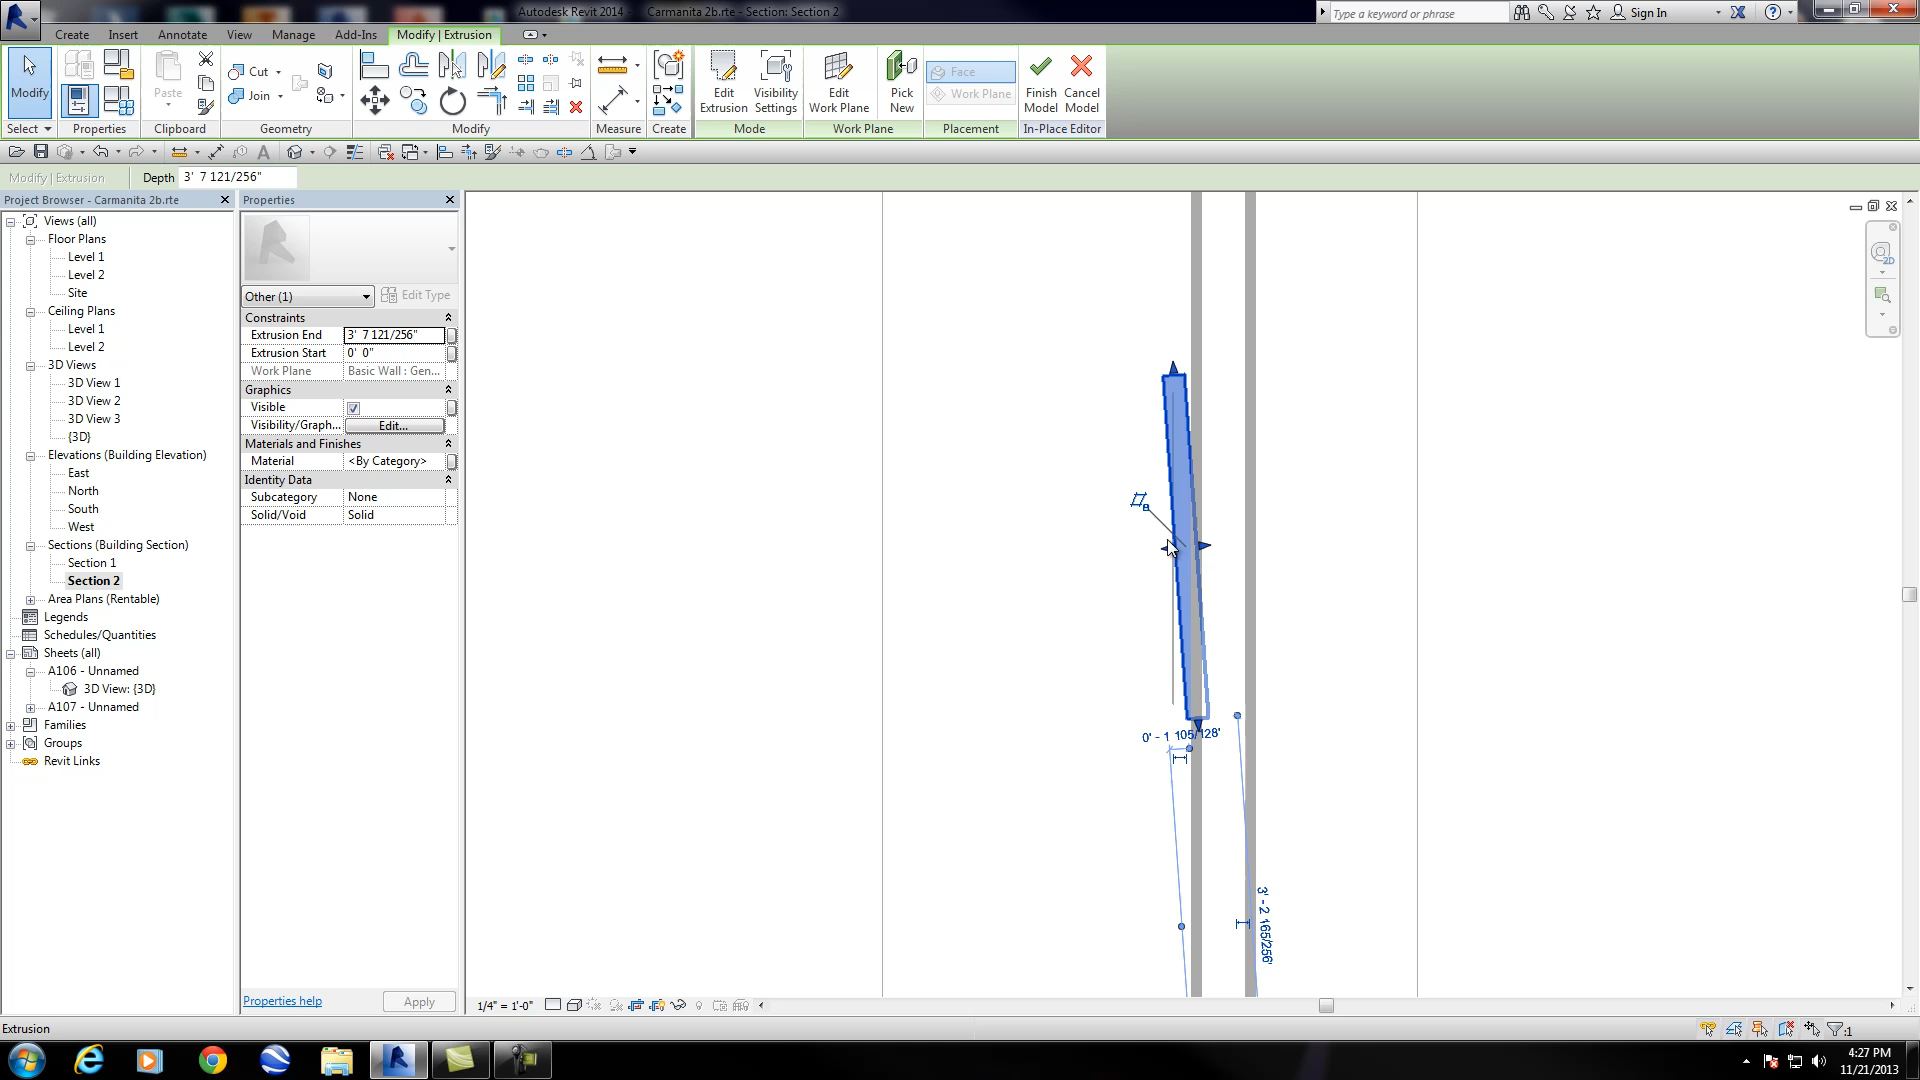 Autodesk Revit 2014 - Carmanita 2b.rte - Section: Section 2
Type a keyword or phrase
Sign In
Create Insert Annotate View Manage Add-Ins Modify | Extrusion
Modify
Paste
Cut
Join
Edit Extrusion
Visibility Settings
Edit Work Plane
Pick New
Face
Work Plane
Finish Model
Cancel Model
Select Properties Clipboard Geometry Modify Measure Create Mode Work Plane Placement In-Place Editor
Modify | Extrusion Depth 3' 7 121/256"
Project Browser - Carmanita 2b.rte
Views (all)
Floor Plans
Level 1
Level 2
Site
Ceiling Plans
Level 1
Level 2
3D Views
3D View 1
3D View 2
3D View 3
{3D}
Elevations (Building Elevation)
East
North
South
West
Sections (Building Section)
Section 1
Section 2
Area Plans (Rentable)
Legends
Schedules/Quantities
Sheets (all)
A106 - Unnamed
3D View: {3D}
A107 - Unnamed
Families
Groups
Revit Links
Properties
Other (1) Edit Type
Constraints
Extrusion End 3' 7 121/256"
Extrusion Start 0' 0"
Work Plane Basic Wall : Gen...
Graphics
Visible
Visibility/Graph... Edit...
Materials and Finishes
Material <By Category>
Identity Data
Subcategory None
Solid/Void Solid
Properties help Apply
2D
0' - 1 105/128"
3' - 2 165/256"
1/4" = 1'-0"
Extrusion
:1
4:27 PM
11/21/2013